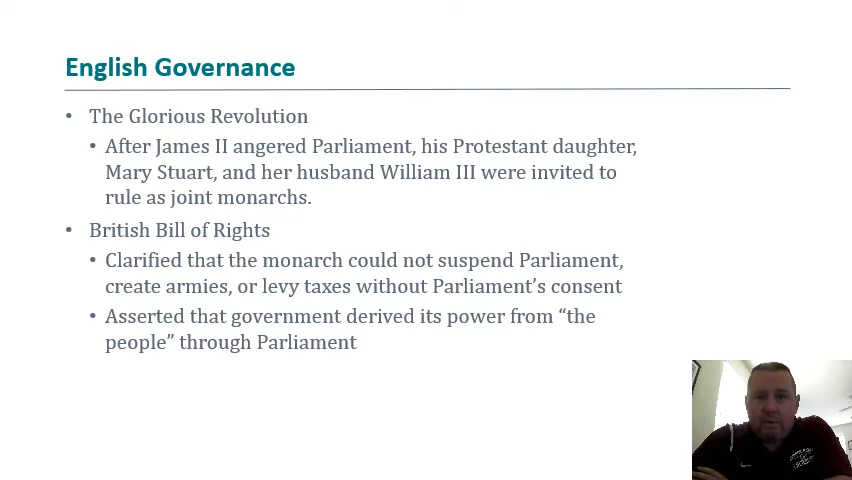 English Governance
• The Glorious Revolution
• After James II angered Parliament, his Protestant daughter,
Mary Stuart, and her husband William III were invited to
rule as joint monarchs.
• British Bill of Rights
• Clarified that the monarch could not suspend Parliament,
create armies, or levy taxes without Parliament’s consent
• Asserted that government derived its power from “the
people” through Parliament